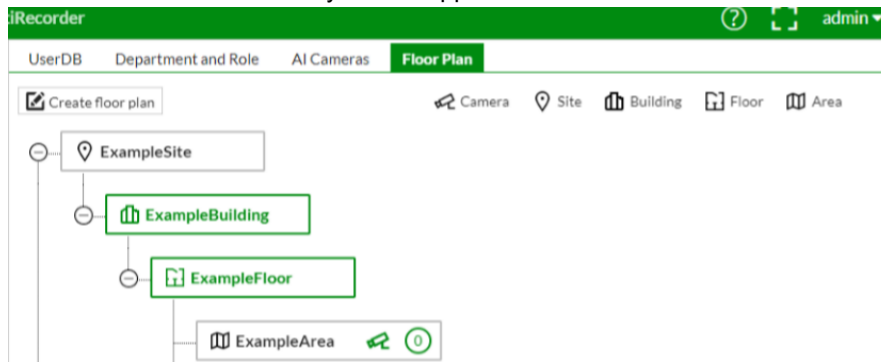 iRecorder ? admin
UserDB Department and Role AI Cameras Floor Plan
Create floor plan Camera Site Building Floor Area
ExampleSite
ExampleBuilding
ExampleFloor
ExampleArea 0